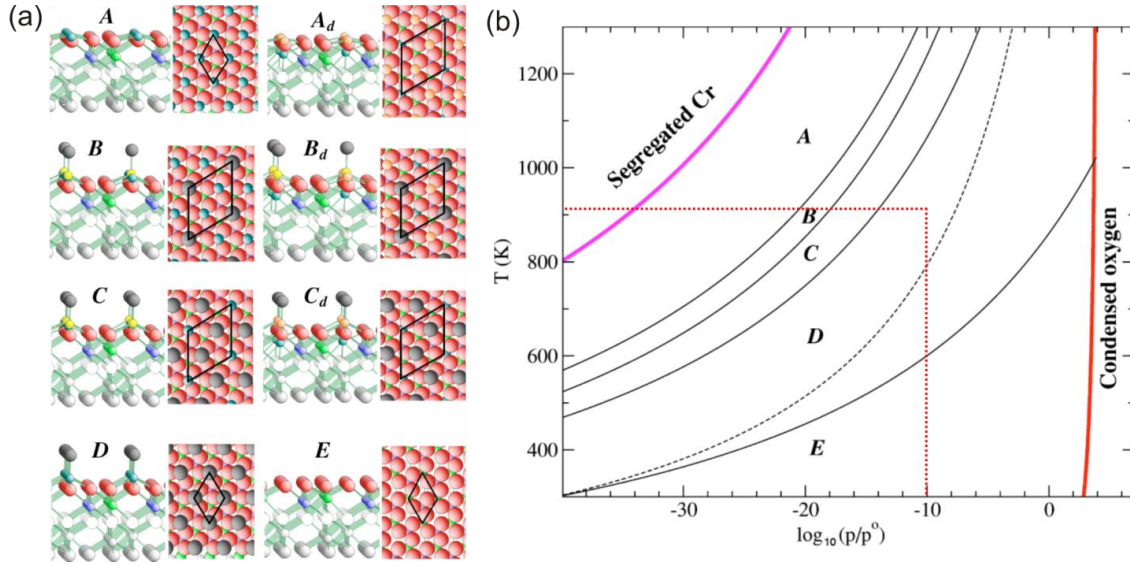 (a)
A
A_d
B
B_d
C
C_d
D
E
(b)
1200
1000
800
600
400
T (K)
Segregated Cr
A
B
C
D
E
Condensed oxygen
-30
-20
-10
0
log₁₀(p/p°)